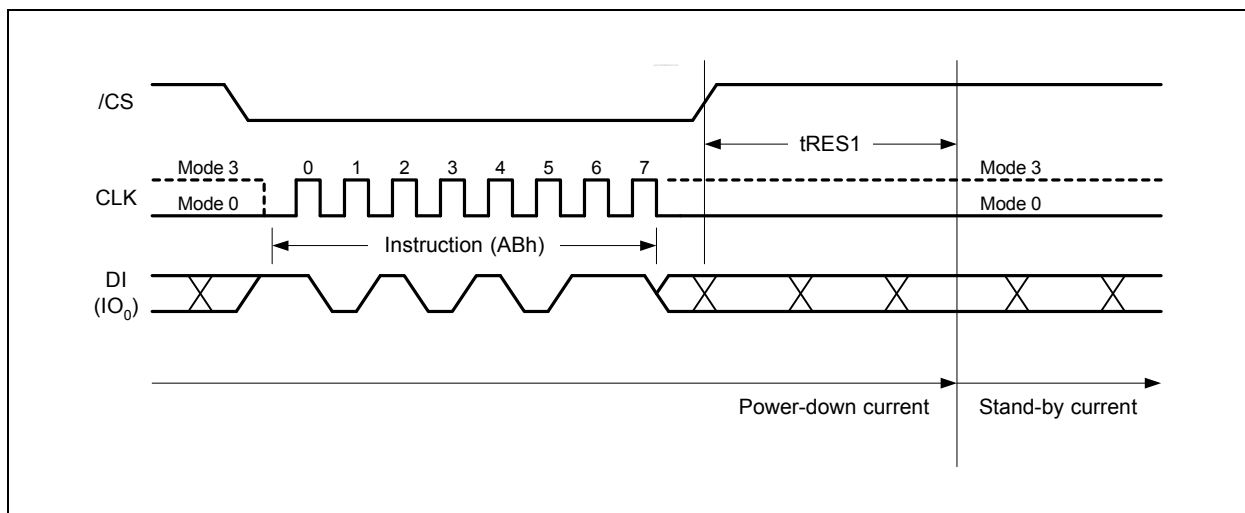 /CS
tRES1
Mode 3 0 1 2 3 4 5 6 7 Mode 3
CLK
Mode 0 Mode 0
Instruction (ABh)
DI
(IO0)
Power-down current Stand-by current